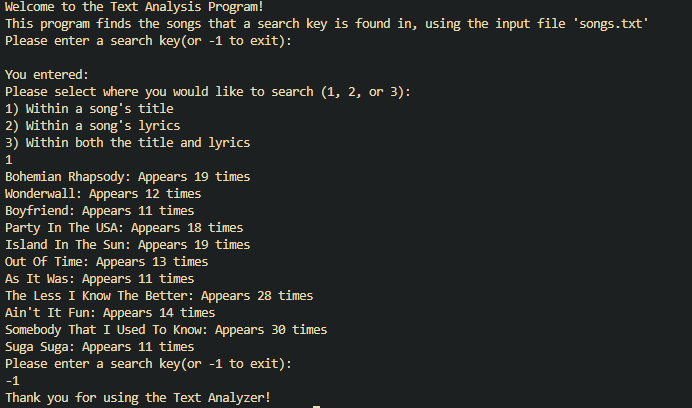 Welcome to the Text Analysis Program!
This program finds the songs that a search key is found in, using the input file 'songs.txt'
Please enter a search key(or -1 to exit):
You entered:
Please select where you would like to search (1, 2, or 3):
1) Within a song's title
2) Within a song's lyrics
3) Within both the title and lyrics
1
Bohemian Rhapsody: Appears 19 times
Wonderwall: Appears 12 times
Boyfriend: Appears 11 times
Party In The USA: Appears 18 times
Island In The Sun: Appears 19 times
Out Of Time: Appears 13 times
As It Was: Appears 11 times
The Less I Know The Better: Appears 28 times
Ain't It Fun: Appears 14 times
Somebody That I Used To Know: Appears 30 times
Suga Suga: Appears 11 times
Please enter a search key(or -1 to exit):
-1
Thank you for using the Text Analyzer!